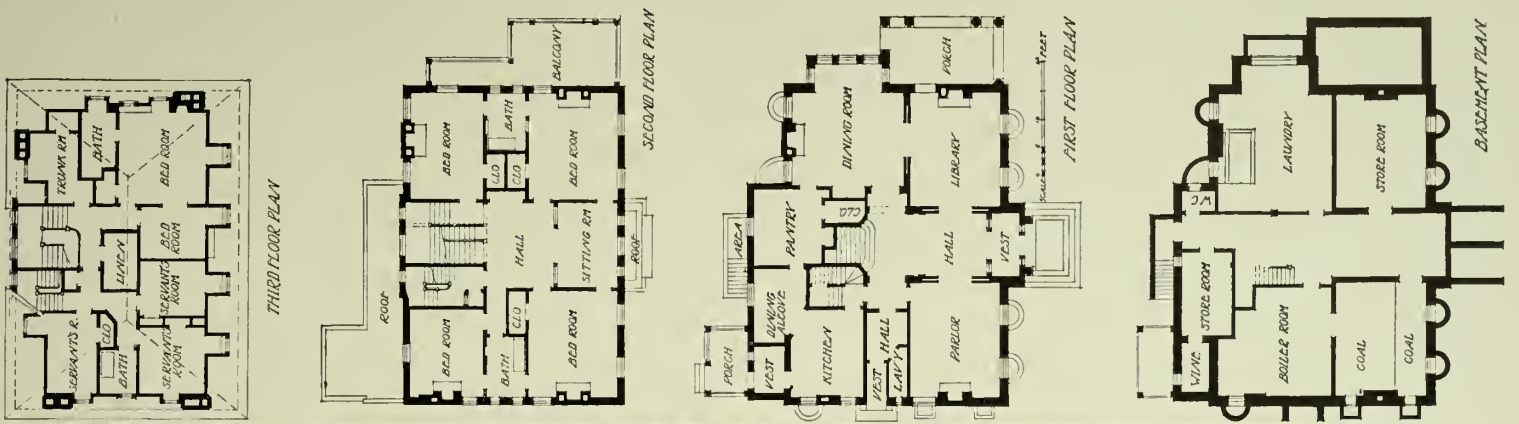 TRUNK RM
BATH
BED ROOM
BED
ROOM
LINEN
SERVANTS
ROOM
SERVANTS R.
CLO
BATH
SERVANTS
ROOM
THIRD FLOOR PLAN
BALCONY
BED ROOM
BATH
CLO
CLO
BED ROOM
ROOF
HALL
SITTING RM
ROOF
BED ROOM
BATH
CLO
BED ROOM
SECOND FLOOR PLAN
PORCH
DINING ROOM
LIBRARY
AREA
PANTRY
CLO
HALL
VEST
DINING
ALCOVE
PORCH
VEST
KITCHEN
HALL
VEST
LAVY
PARLOR
SCALE
FEET
FIRST FLOOR PLAN
LAUNDRY
STORE ROOM
WC
STORE ROOM
WINE
BOILER ROOM
COAL
COAL
BASEMENT PLAN